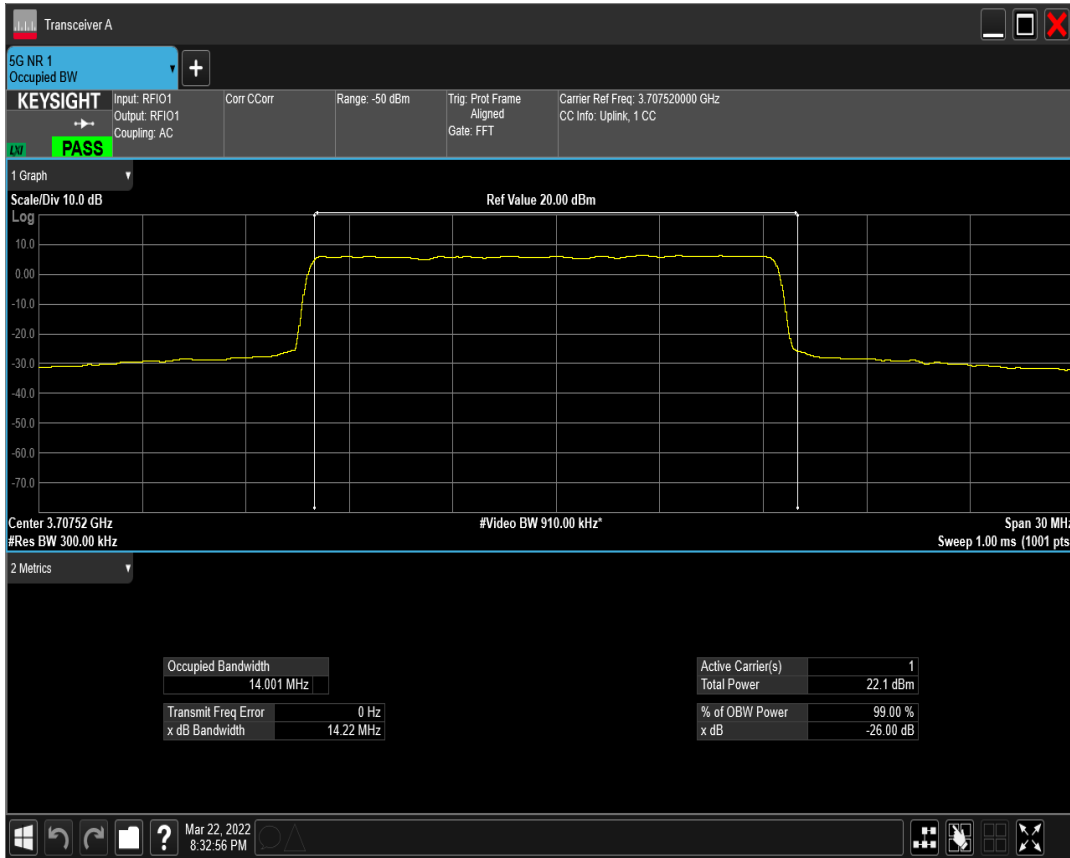 Transceiver A
5G NR 1
Occupied BW
KEYSIGHT
Input: RFIO1
Output: RFIO1
Coupling: AC
Corr CCorr
Range: -50 dBm
Trig: Prot Frame
Aligned
Gate: FFT
Carrier Ref Freq: 3.707520000 GHz
CC Info: Uplink, 1 CC
LXI
PASS
1 Graph
Scale/Div 10.0 dB
Ref Value 20.00 dBm
Log
10.0
0.00
-10.0
-20.0
-30.0
-40.0
-50.0
-60.0
-70.0
Center 3.70752 GHz
#Video BW 910.00 kHz*
Span 30 MHz
#Res BW 300.00 kHz
Sweep 1.00 ms (1001 pts
2 Metrics
Occupied Bandwidth
14.001 MHz
Transmit Freq Error 0 Hz
x dB Bandwidth 14.22 MHz
Active Carrier(s) 1
Total Power 22.1 dBm
% of OBW Power 99.00 %
x dB -26.00 dB
?
Mar 22, 2022
8:32:56 PM